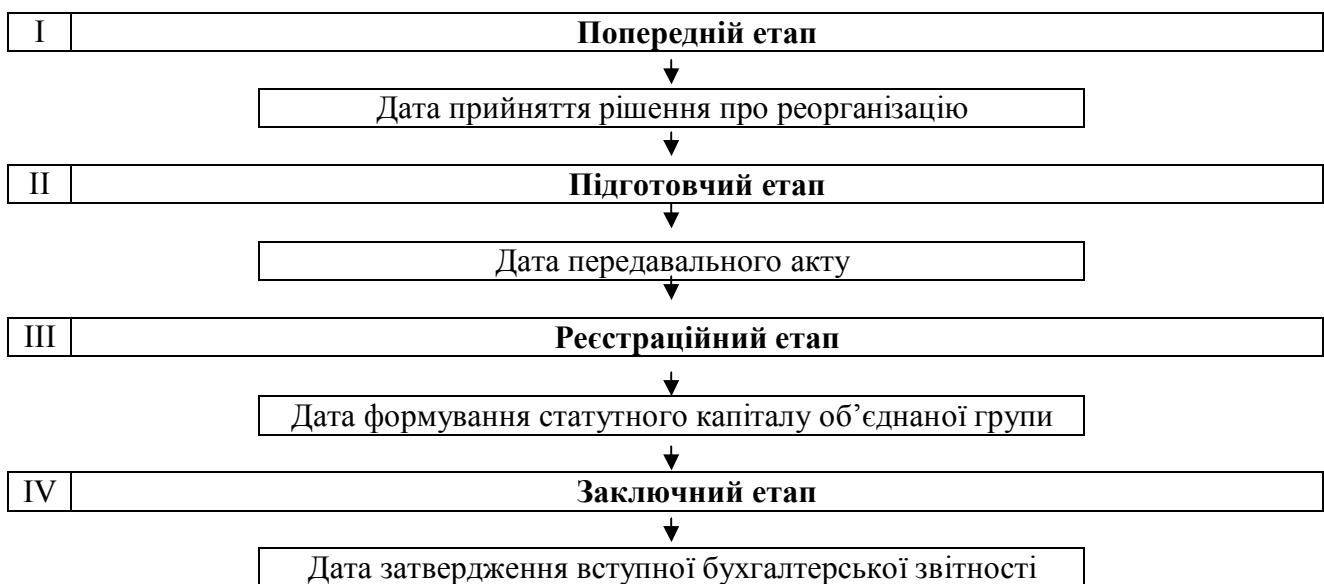 I Попередній етап
Дата прийняття рішення про реорганізацію
II Підготовчий етап
Дата передавального акту
III Реєстраційний етап
Дата формування статутного капіталу об’єднаної групи
IV Заключний етап
Дата затвердження вступної бухгалтерської звітності